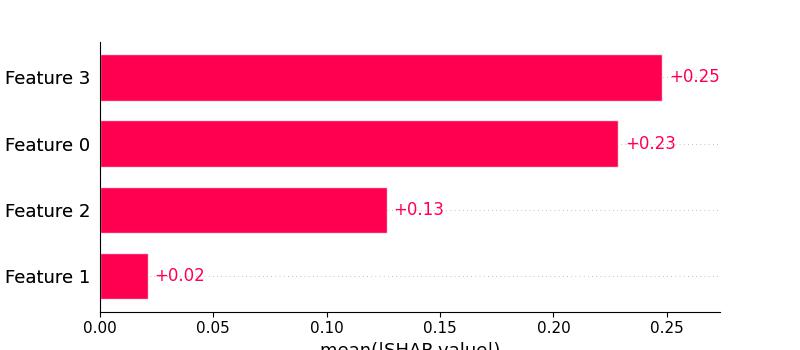 Feature 3 +0.25
Feature 0 +0.23
Feature 2 +0.13
Feature 1 +0.02
0.00 0.05 0.10 0.15 0.20 0.25
mean(|SHAP value|)